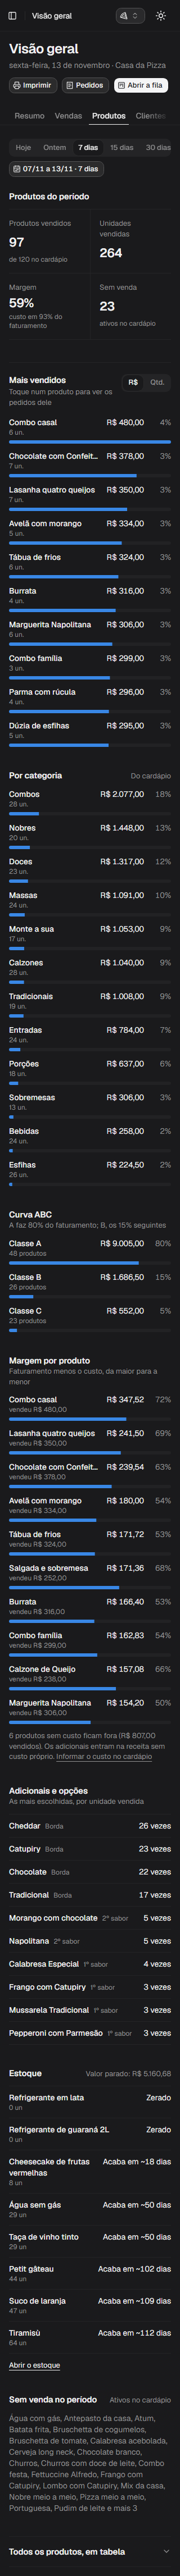 Visão geral
Visão geral
sexta-feira, 13 de novembro · Casa da Pizza
Imprimir
Pedidos
Abrir a fila
Resumo Vendas Produtos Clientes
Hoje Ontem 7 dias 15 dias 30 dias
07/11 a 13/11 · 7 dias
Produtos do período
Produtos vendidos
97
de 120 no cardápio
Unidades
vendidas
264
Margem
59%
custo em 93% do
faturamento
7 un.
Sem venda
23
ativos no cardápio
Mais vendidos
Toque num produto para ver os
pedidos dele
R$ Qtd.
Combo casal R$ 480,00 4%
6 un.
Chocolate com Confeit... R$ 378,00 3%
7 un.
Lasanha quatro queijos R$ 350,00 3%
7 un.
Avelã com morango R$ 334,00 3%
5 un.
Tábua de frios R$ 324,00 3%
6 un.
Burrata R$ 316,00 3%
4 un.
Marguerita Napolitana R$ 306,00 3%
6 un.
Combo família R$ 299,00 3%
3 un.
Parma com rúcula R$ 296,00 3%
4 un.
Dúzia de esfihas R$ 295,00 3%
5 un.
Por categoria Do cardápio
Combos R$ 2.077,00 18%
28 un.
Nobres R$ 1.448,00 13%
20 un.
Doces R$ 1.317,00 12%
23 un.
Massas R$ 1.091,00 10%
24 un.
Monte a sua R$ 1.053,00 9%
17 un.
Calzones R$ 1.040,00 9%
28 un.
Tradicionais R$ 1.008,00 9%
19 un.
Entradas R$ 784,00 7%
24 un.
Porções R$ 637,00 6%
18 un.
Sobremesas R$ 306,00 3%
13 un.
Bebidas R$ 258,00 2%
24 un.
Esfihas R$ 224,50 2%
26 un.
Curva ABC
A faz 80% do faturamento; B, os 15% seguintes
Classe A R$ 9.005,00 80%
48 produtos
Classe B R$ 1.686,50 15%
26 produtos
Classe C R$ 552,00 5%
23 produtos
Margem por produto
Faturamento menos o custo, da maior para a
menor
Combo casal R$ 347,52 72%
vendeu R$ 480,00
Lasanha quatro queijos R$ 241,50 69%
vendeu R$ 350,00
Chocolate com Confeit... R$ 239,54 63%
vendeu R$ 378,00
Avelã com morango R$ 180,00 54%
vendeu R$ 334,00
Tábua de frios R$ 171,72 53%
vendeu R$ 324,00
Salgada e sobremesa R$ 171,36 68%
vendeu R$ 252,00
Burrata R$ 166,40 53%
vendeu R$ 316,00
Combo família R$ 162,83 54%
vendeu R$ 299,00
Calzone de Queijo R$ 157,08 66%
vendeu R$ 238,00
Marguerita Napolitana R$ 154,20 50%
vendeu R$ 306,00
6 produtos sem custo ficam fora (R$ 807,00
vendidos). Os adicionais entram na receita sem
custo próprio. Informar o custo no cardápio
Adicionais e opções
As mais escolhidas, por unidade vendida
Cheddar Borda 26 vezes
Catupiry Borda 23 vezes
Chocolate Borda 22 vezes
Tradicional Borda 17 vezes
Morango com chocolate 2º sabor 5 vezes
Napolitana 2º sabor 5 vezes
Calabresa Especial 1º sabor 4 vezes
Frango com Catupiry 1º sabor 3 vezes
Mussarela Tradicional 1º sabor 3 vezes
Pepperoni com Parmesão 1º sabor 3 vezes
Estoque Valor parado: R$ 5.160,68
Refrigerante em lata Zerado
0 un
Refrigerante de guaraná 2L Zerado
0 un
Cheesecake de frutas Acaba em ~18 dias
vermelhas
8 un
Água sem gás Acaba em ~50 dias
29 un
Taça de vinho tinto Acaba em ~50 dias
29 un
Petit gâteau Acaba em ~102 dias
44 un
Suco de laranja Acaba em ~109 dias
47 un
Tiramisù Acaba em ~112 dias
64 un
Abrir o estoque
Sem venda no período Ativos no cardápio
Água com gás, Antepasto da casa, Atum,
Batata frita, Bruschetta de cogumelos,
Bruschetta de tomate, Calabresa acebolada,
Cerveja long neck, Chocolate branco,
Churros, Churros com doce de leite, Combo
festa, Fettuccine Alfredo, Frango com
Catupiry, Lombo com Catupiry, Mix da casa,
Nobre meio a meio, Pizza meio a meio,
Portuguesa, Pudim de leite e mais 3
Todos os produtos, em tabela